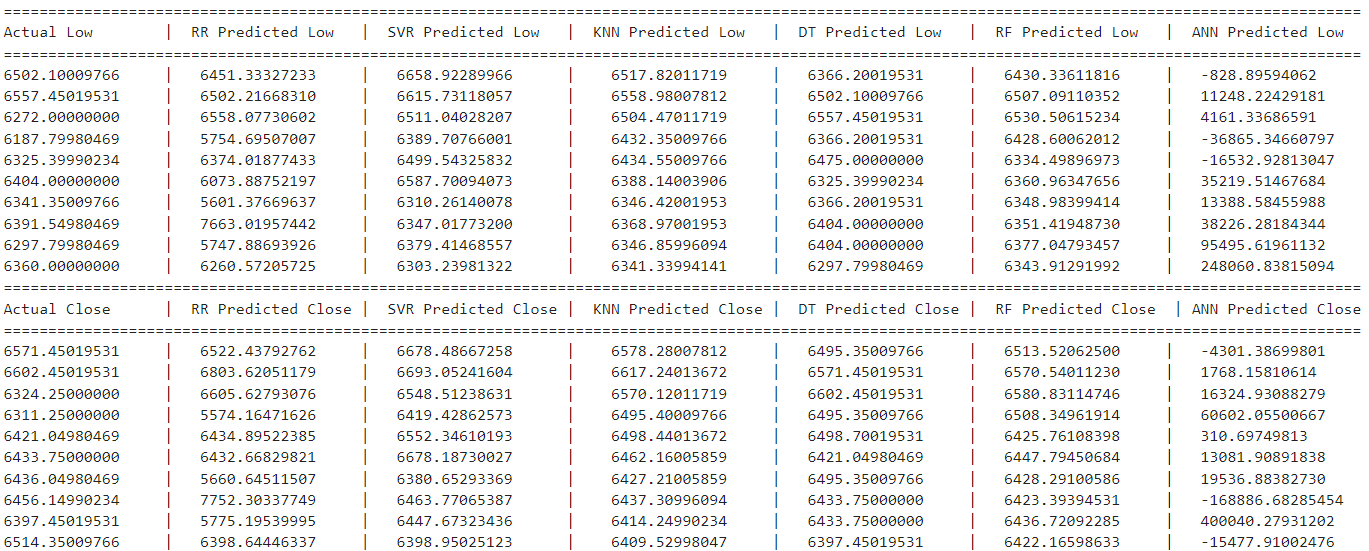 Actual Low | RR Predicted Low | SVR Predicted Low | KNN Predicted Low | DT Predicted Low | RF Predicted Low | ANN Predicted Low
6502.10009766 | 6451.33327233 | 6658.92289966 | 6517.82011719 | 6366.20019531 | 6430.33611816 | -828.89594062
6557.45019531 | 6502.21668310 | 6615.73118057 | 6558.98007812 | 6502.10009766 | 6507.09110352 | 11248.22429181
6272.00000000 | 6558.07730602 | 6511.04028207 | 6504.47011719 | 6557.45019531 | 6530.50615234 | 4161.33686591
6187.79980469 | 5754.69507007 | 6389.70766001 | 6432.35009766 | 6366.20019531 | 6428.60062012 | -36865.34660797
6325.39990234 | 6374.01877433 | 6499.54325832 | 6434.55009766 | 6475.00000000 | 6334.49896973 | -16532.92813047
6404.00000000 | 6073.88752197 | 6587.70094073 | 6388.14003906 | 6325.39990234 | 6360.96347656 | 35219.51467684
6341.35009766 | 5601.37669637 | 6310.26140078 | 6346.42001953 | 6366.20019531 | 6348.98399414 | 13388.58455988
6391.54980469 | 7663.01957442 | 6347.01773200 | 6368.97001953 | 6404.00000000 | 6351.41948730 | 38226.28184344
6297.79980469 | 5747.88693926 | 6379.41468557 | 6346.85996094 | 6404.00000000 | 6377.04793457 | 95495.61961132
6360.00000000 | 6260.57205725 | 6303.23981322 | 6341.33994141 | 6297.79980469 | 6343.91291992 | 248060.83815094
Actual Close | RR Predicted Close | SVR Predicted Close | KNN Predicted Close | DT Predicted Close | RF Predicted Close | ANN Predicted Close
6571.45019531 | 6522.43792762 | 6678.48667258 | 6578.28007812 | 6495.35009766 | 6513.52062500 | -4301.38699801
6602.45019531 | 6803.62051179 | 6693.05241604 | 6617.24013672 | 6571.45019531 | 6570.54011230 | 1768.15810614
6324.25000000 | 6605.62793076 | 6548.51238631 | 6570.12011719 | 6602.45019531 | 6580.83114746 | 16324.93088279
6311.25000000 | 5574.16471626 | 6419.42862573 | 6495.40009766 | 6495.35009766 | 6508.34961914 | 60602.05500667
6421.04980469 | 6434.89522385 | 6552.34610193 | 6498.44013672 | 6498.70019531 | 6425.76108398 | 310.69749813
6433.75000000 | 6432.66829821 | 6678.18730027 | 6462.16005859 | 6421.04980469 | 6447.79450684 | 13081.90891838
6436.04980469 | 5660.64511507 | 6380.65293369 | 6427.21005859 | 6495.35009766 | 6428.29100586 | 19536.88382730
6456.14990234 | 7752.30337749 | 6463.77065387 | 6437.30996094 | 6433.75000000 | 6423.39394531 | -168886.68285454
6397.45019531 | 5775.19539995 | 6447.67323436 | 6414.24990234 | 6433.75000000 | 6436.72092285 | 400040.27931202
6514.35009766 | 6398.64446337 | 6398.95025123 | 6409.52998047 | 6397.45019531 | 6422.16598633 | -15477.91002476